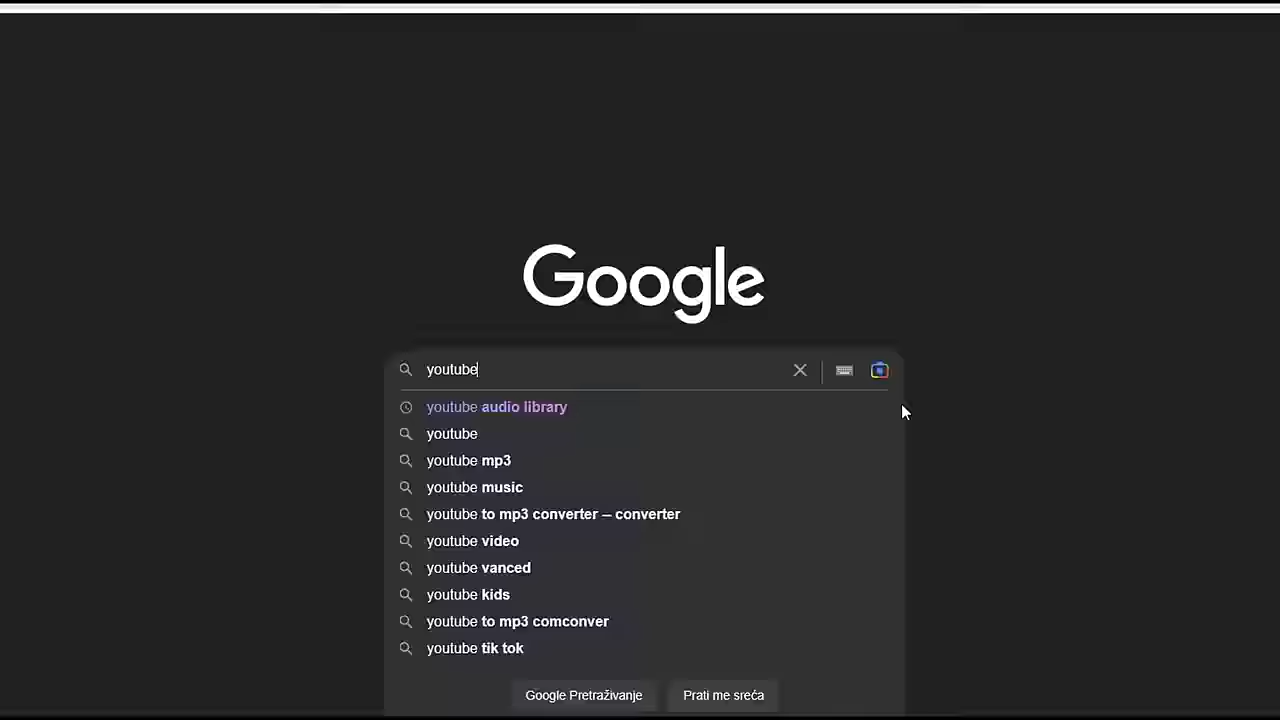 Google
youtube
youtube audio library
youtube
youtube mp3
youtube music
youtube to mp3 converter – converter
youtube video
youtube vanced
youtube kids
youtube to mp3 comconver
youtube tik tok
Google Pretraživanje Prati me sreća